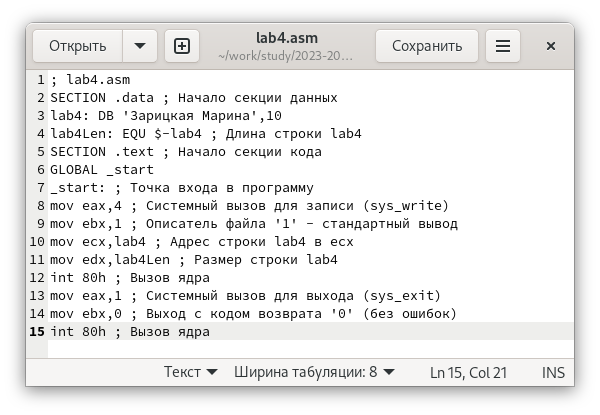 Открыть
lab4.asm
~/work/study/2023-20...
Сохранить
1 ; lab4.asm
2 SECTION .data ; Начало секции данных
3 lab4: DB 'Зарицкая Марина',10
4 lab4Len: EQU $-lab4 ; Длина строки lab4
5 SECTION .text ; Начало секции кода
6 GLOBAL _start
7 _start: ; Точка входа в программу
8 mov eax,4 ; Системный вызов для записи (sys_write)
9 mov ebx,1 ; Описатель файла '1' - стандартный вывод
10 mov ecx,lab4 ; Адрес строки lab4 в ecx
11 mov edx,lab4Len ; Размер строки lab4
12 int 80h ; Вызов ядра
13 mov eax,1 ; Системный вызов для выхода (sys_exit)
14 mov ebx,0 ; Выход с кодом возврата '0' (без ошибок)
15 int 80h ; Вызов ядра
Текст Ширина табуляции: 8 Ln 15, Col 21 INS